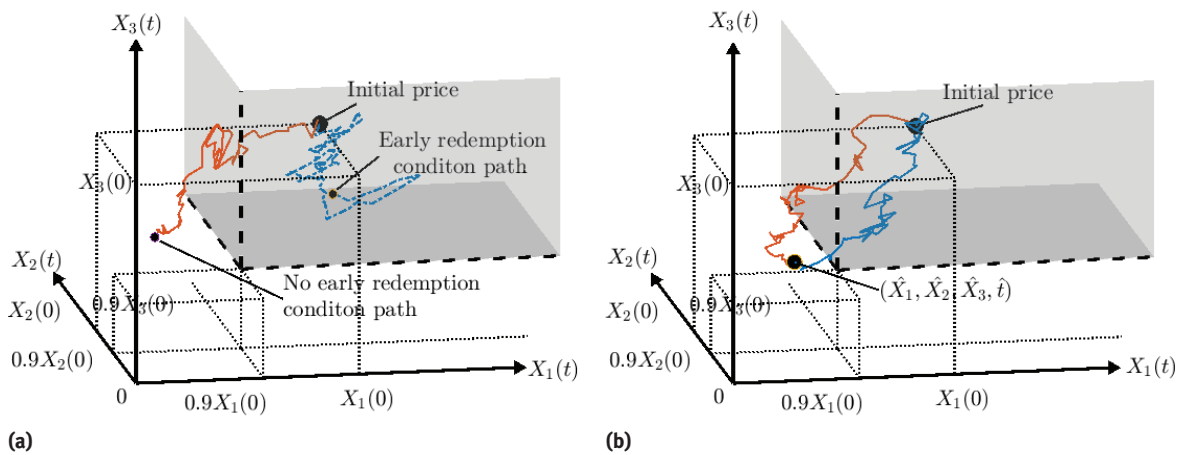 X₃(t)
Initial price
Early redemption
conditon path
X₃(0)
X₂(t)
X₂(0)
0.9X₃(0)
0.9X₂(0)
No early redemption
conditon path
0
0.9X₁(0)
X₁(0)
X₁(t)
(a)
X₃(t)
Initial price
X₃(0)
X₂(t)
X₂(0)
0.9X₃(0)
0.9X₂(0)
(X̂₁, X̂₂, X̂₃, t̂)
0
0.9X₁(0)
X₁(0)
X₁(t)
(b)